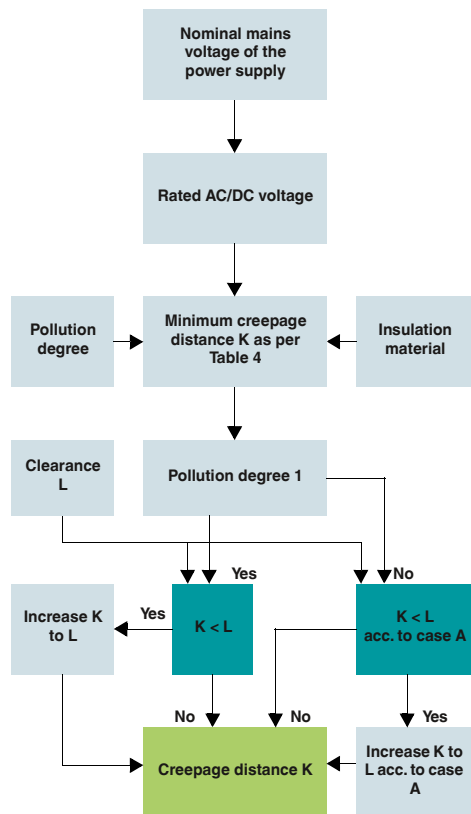 Nominal mains
voltage of the
power supply
Rated AC/DC voltage
Pollution
degree
Minimum creepage
distance K as per
Table 4
Insulation
material
Clearance
L
Pollution degree 1
Yes
No
Increase K
to L
Yes
K < L
K < L
acc. to case A
No
No
Yes
Creepage distance K
Increase K to
L acc. to case
A